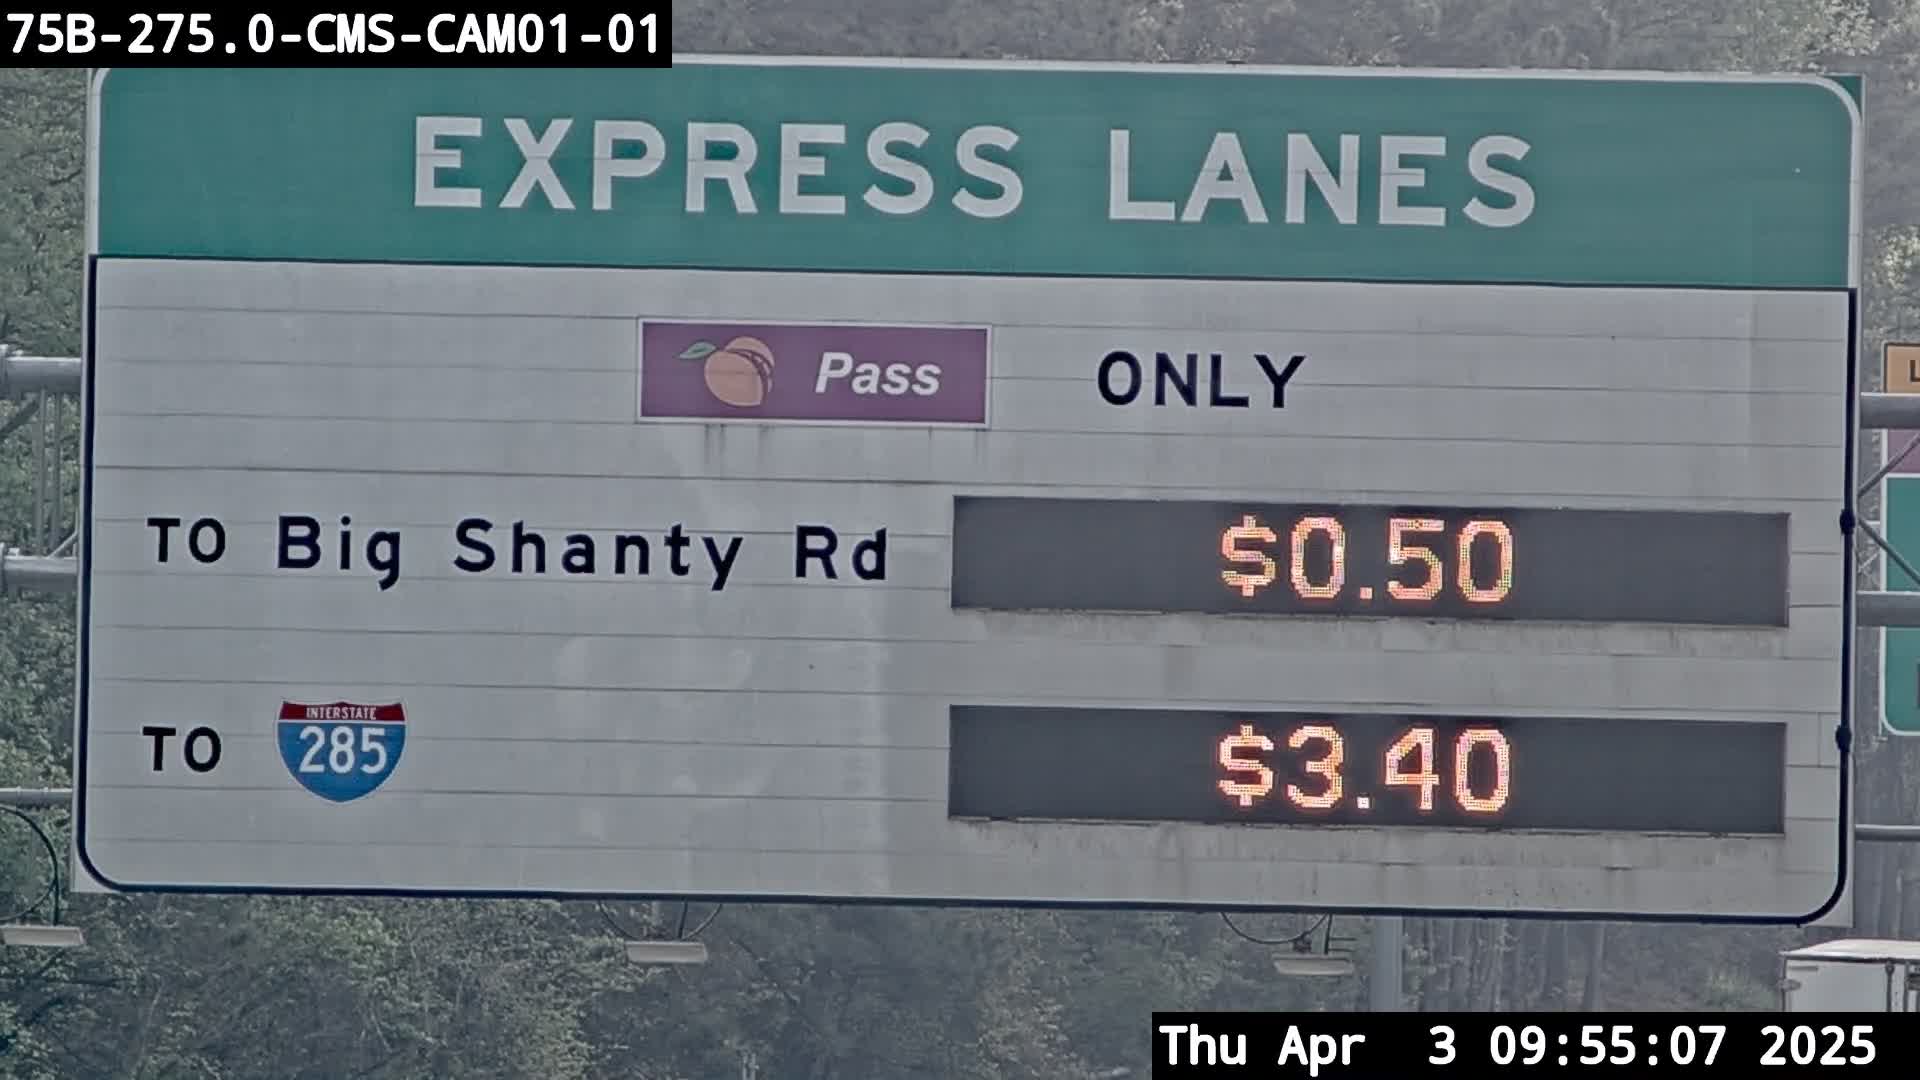 75B-275.0-CMS-CAM01-01
EXPRESS LANES
Pass ONLY
TO Big Shanty Rd $0.50
TO INTERSTATE 285 $3.40
Thu Apr 3 09:55:07 2025